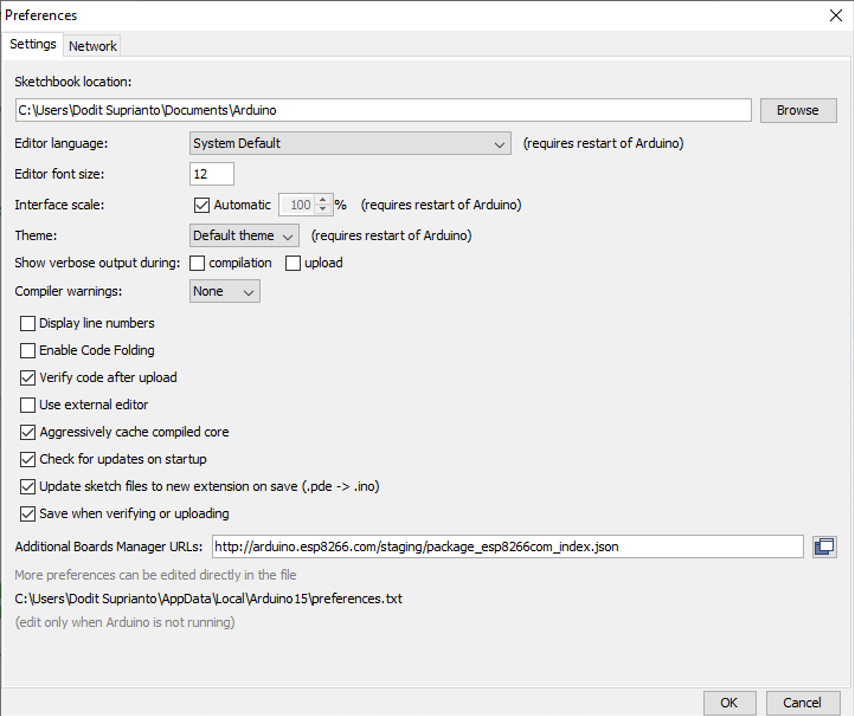 Preferences
Settings Network
Sketchbook location:
C:\Users\Dodit Suprianto\Documents\Arduino Browse
Editor language: System Default (requires restart of Arduino)
Editor font size: 12
Interface scale: Automatic 100 % (requires restart of Arduino)
Theme: Default theme (requires restart of Arduino)
Show verbose output during: compilation upload
Compiler warnings: None
Display line numbers
Enable Code Folding
Verify code after upload
Use external editor
Aggressively cache compiled core
Check for updates on startup
Update sketch files to new extension on save (.pde -> .ino)
Save when verifying or uploading
Additional Boards Manager URLs: http://arduino.esp8266.com/staging/package_esp8266com_index.json
More preferences can be edited directly in the file
C:\Users\Dodit Suprianto\AppData\Local\Arduino15\preferences.txt
(edit only when Arduino is not running)
OK Cancel